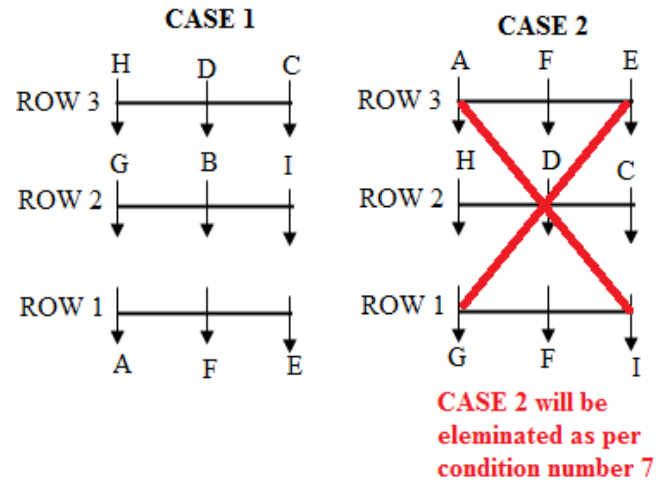 CASE 1
H D C
ROW 3
G B I
ROW 2
ROW 1
A F E
CASE 2
A F E
ROW 3
H D C
ROW 2
ROW 1
G F I
CASE 2 will be
eleminated as per
condition number 7